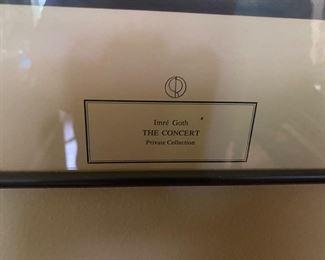 Imré Goth
THE CONCERT
Private Collection